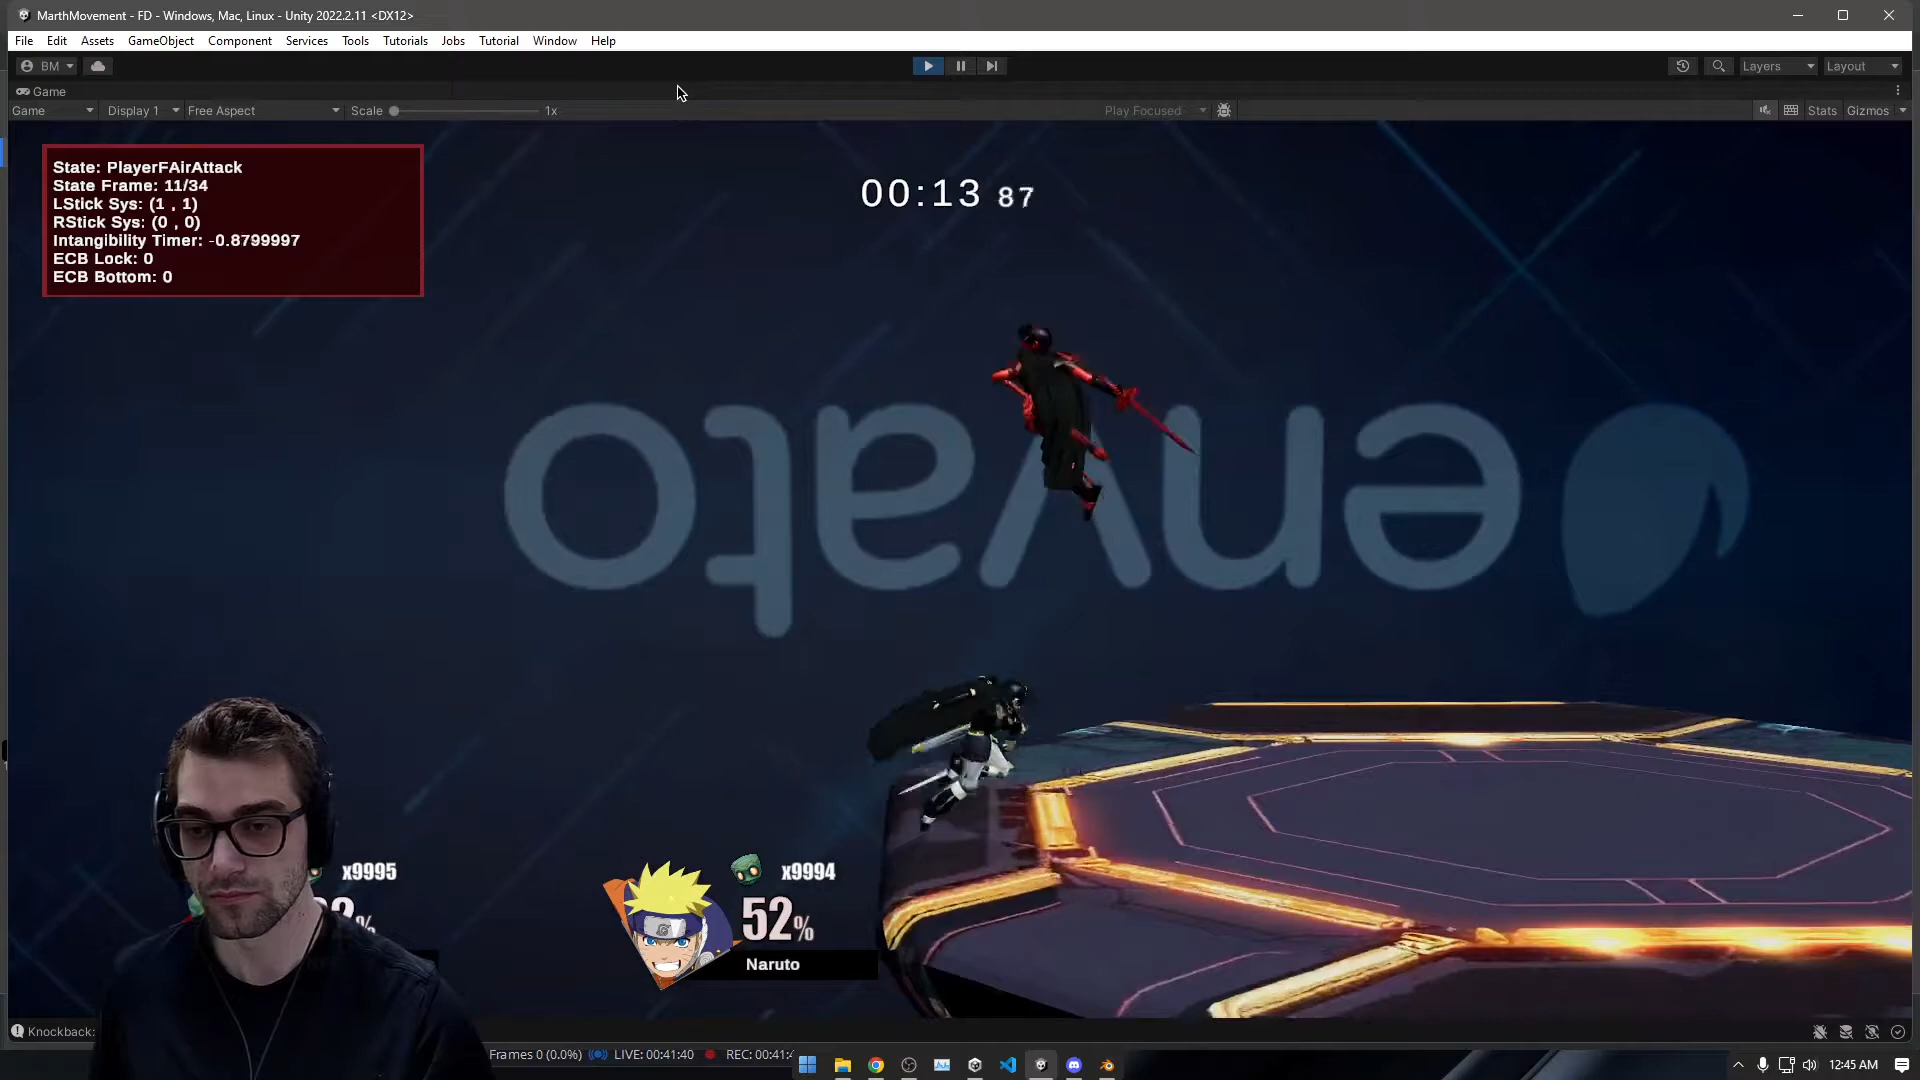 MarthMovement - FD - Windows, Mac, Linux - Unity 2022.2.11 <DX12>
File Edit Assets GameObject Component Services Tools Tutorials Jobs Tutorial Window Help
BM Layers Layout
Game
Game Display 1 Free Aspect Scale 1x Play Focused Stats Gizmos
State: PlayerFAirAttack
State Frame: 11/34
LStick Sys: (1 , 1)
RStick Sys: (0 , 0)
Intangibility Timer: -0.8799997
ECB Lock: 0
ECB Bottom: 0
00:13 87
envato
x9995
x9994
52%
Naruto
Knockback:
Frames 0 (0.0%) LIVE: 00:41:40 REC: 00:41:4
12:45 AM